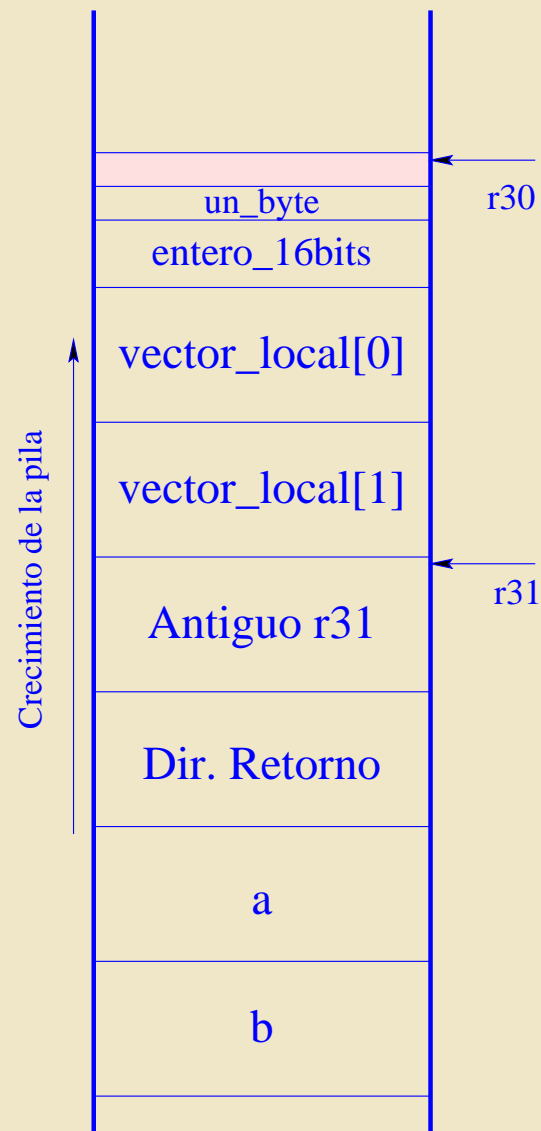 r30
un_byte
entero_16bits
vector_local[0]
vector_local[1]
r31
Antiguo r31
Dir. Retorno
a
b
Crecimiento de la pila